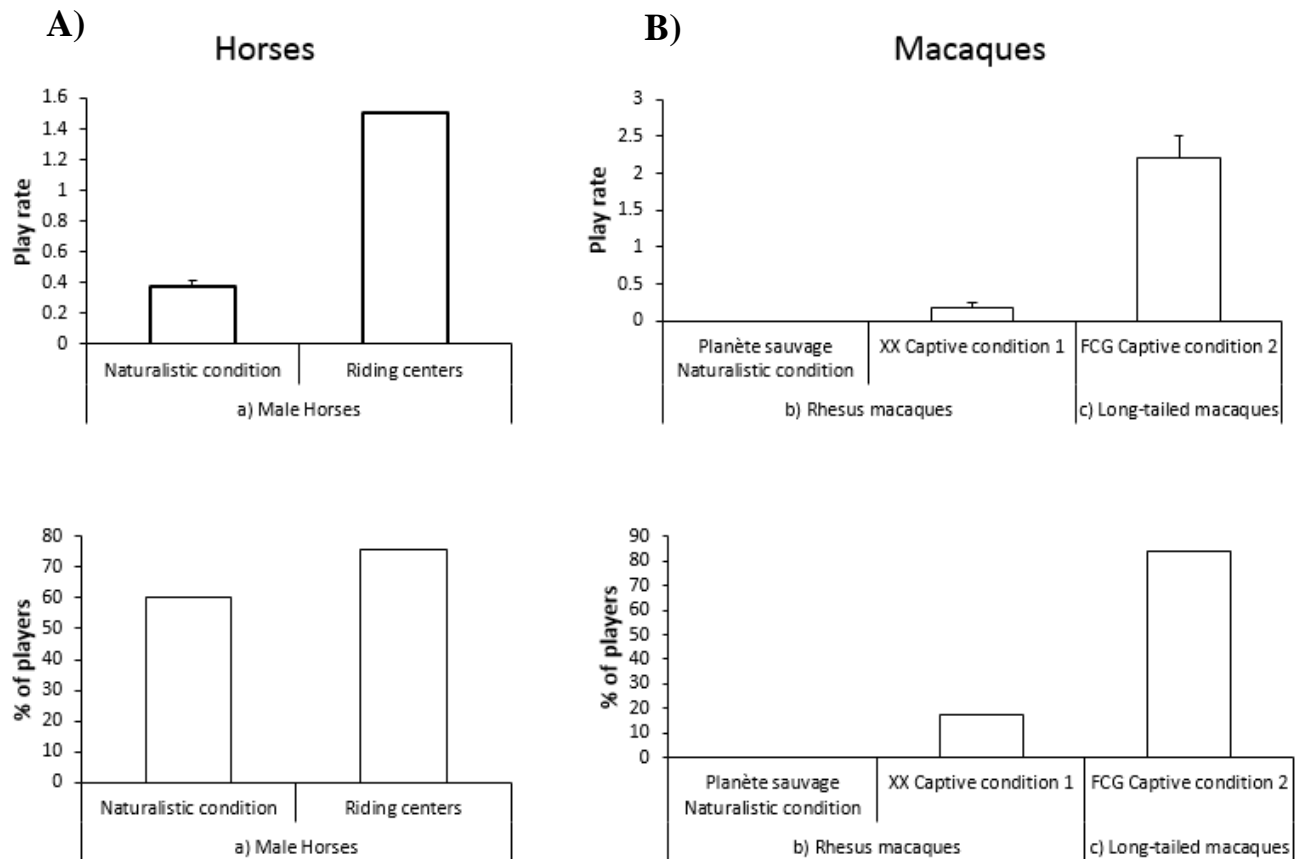 A)
Horses
Play rate
1.6
1.4
1.2
1
0.8
0.6
0.4
0.2
0
Naturalistic condition
Riding centers
a) Male Horses
B)
Macaques
Play rate
3
2.5
2
1.5
1
0.5
0
Planète sauvage
Naturalistic condition
XX Captive condition 1
FCG Captive condition 2
b) Rhesus macaques
c) Long-tailed macaques
% of players
80
70
60
50
40
30
20
10
0
Naturalistic condition
Riding centers
a) Male Horses
% of players
90
80
70
60
50
40
30
20
10
0
Planète sauvage
Naturalistic condition
XX Captive condition 1
FCG Captive condition 2
b) Rhesus macaques
c) Long-tailed macaques